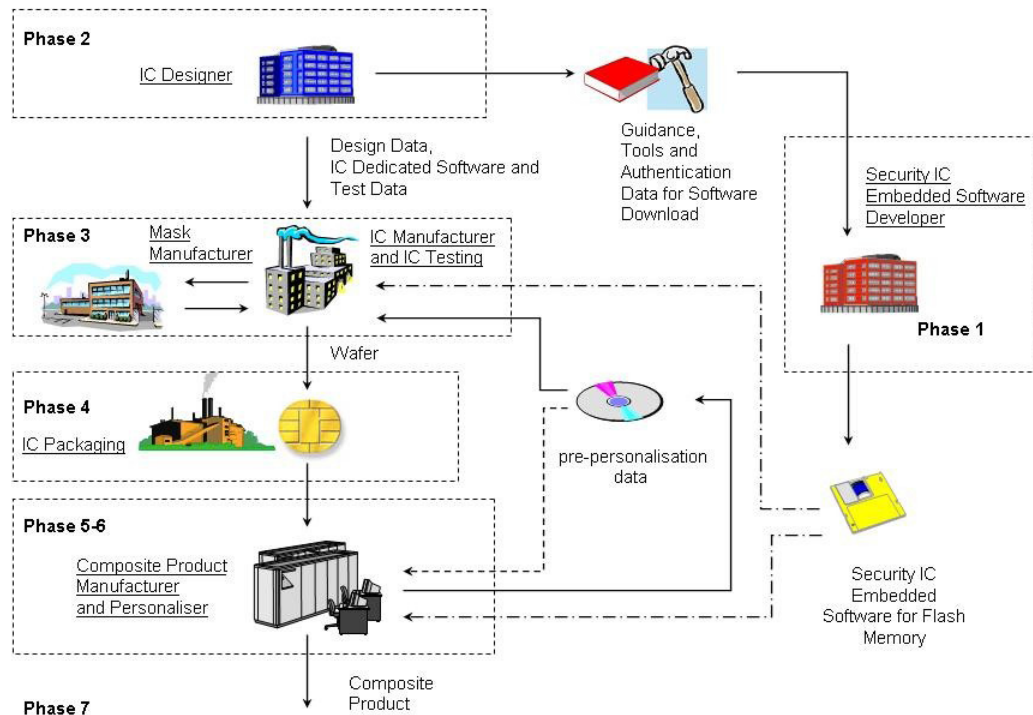 Phase 2
IC Designer
Guidance,
Tools and
Authentication
Data for Software
Download
Design Data,
IC Dedicated Software and
Test Data
Security IC
Embedded Software
Developer
Phase 1
Phase 3
Mask
Manufacturer
IC Manufacturer
and IC Testing
Wafer
Phase 4
IC Packaging
pre-personalisation
data
Phase 5-6
Composite Product
Manufacturer
and Personaliser
Security IC
Embedded
Software for Flash
Memory
Composite
Product
Phase 7